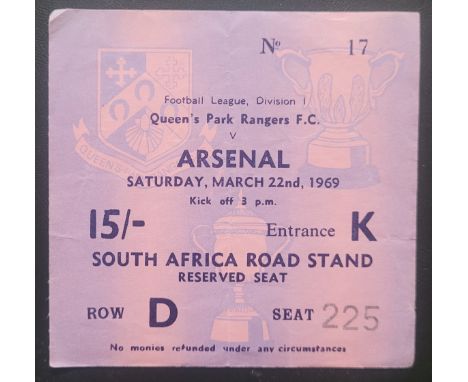 No 17
Football League, Division 1
Queen's Park Rangers F.C.
v
ARSENAL
SATURDAY, MARCH 22nd, 1969
Kick off 3 p.m.
15/- Entrance K
SOUTH AFRICA ROAD STAND
RESERVED SEAT
ROW D SEAT 225
No monies refunded under any circumstances